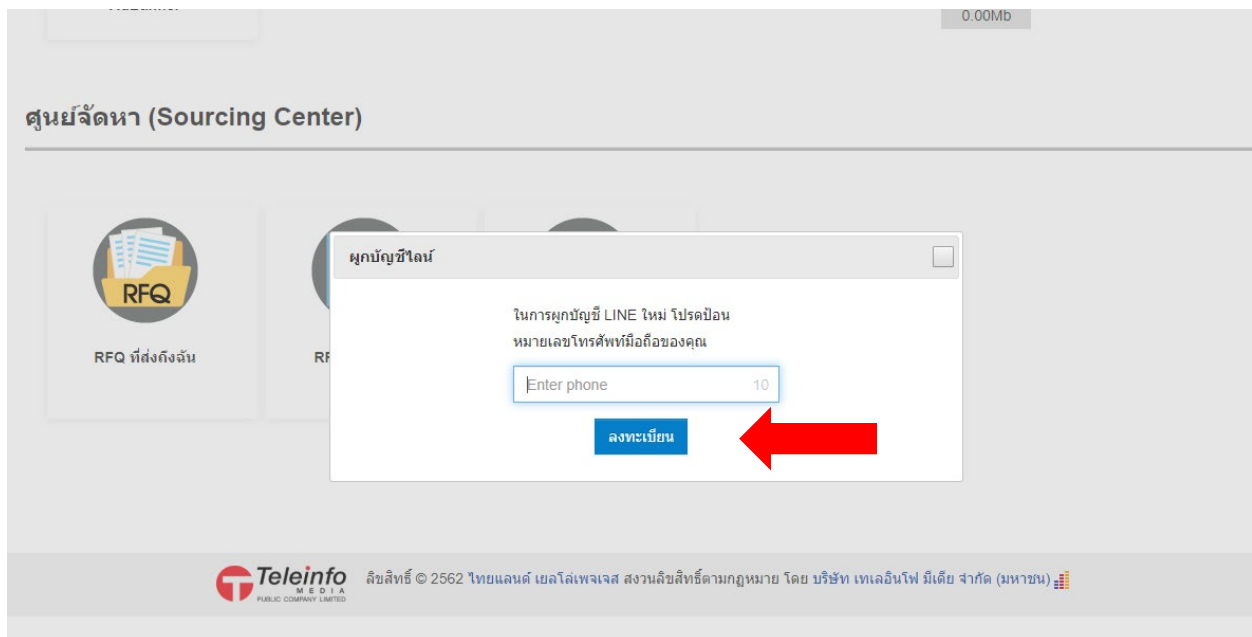 0.00Mb
ศูนย์จัดหา (Sourcing Center)
RFQ
RFQ ที่ส่งถึงฉัน
RF
ผูกบัญชีไลน์
ในการผูกบัญชี LINE ใหม่ โปรดป้อน
หมายเลขโทรศัพท์มือถือของคุณ
Enter phone 10
ลงทะเบียน
Teleinfo
MEDIA
PUBLIC COMPANY LIMITED
ลิขสิทธิ์ © 2562 ไทยแลนด์ เยลโล่เพจเจส สงวนลิขสิทธิ์ตามกฎหมาย โดย บริษัท เทเลอินโฟ มีเดีย จำกัด (มหาชน)